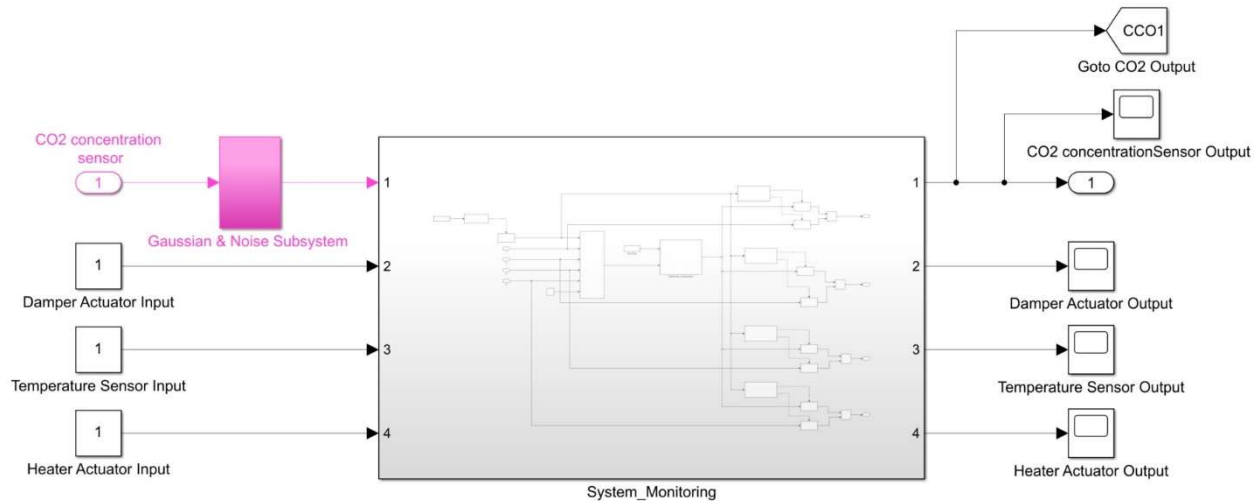 CCO1
Goto CO2 Output
CO2 concentrationSensor Output
CO2 concentration
sensor
1
Gaussian & Noise Subsystem
1
1
1
1
Damper Actuator Input
2
2
Damper Actuator Output
1
Temperature Sensor Input
3
3
Temperature Sensor Output
1
Heater Actuator Input
4
4
Heater Actuator Output
System_Monitoring